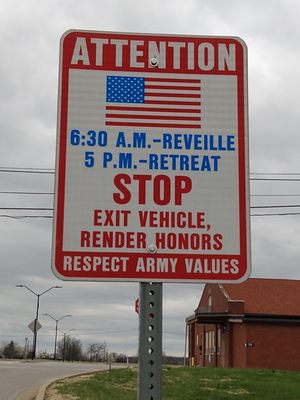 ATTENTION
6:30 A.M.-REVEILLE
5 P.M.-RETREAT
STOP
EXIT VEHICLE,
RENDER HONORS
RESPECT ARMY VALUES